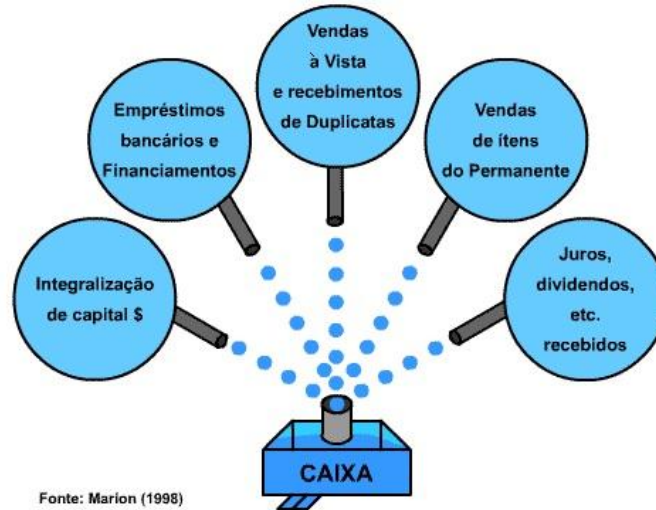 Integralização
de capital $
Empréstimos
bancários e
Financiamentos
Vendas
à Vista
e recebimentos
de Duplicatas
Vendas
de ítens
do Permanente
Juros,
dividendos,
etc.
recebidos
CAIXA
Fonte: Marion (1998)